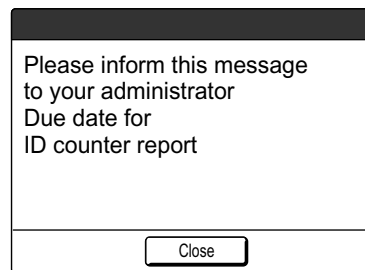 Please inform this message
to your administrator
Due date for
ID counter report
Close